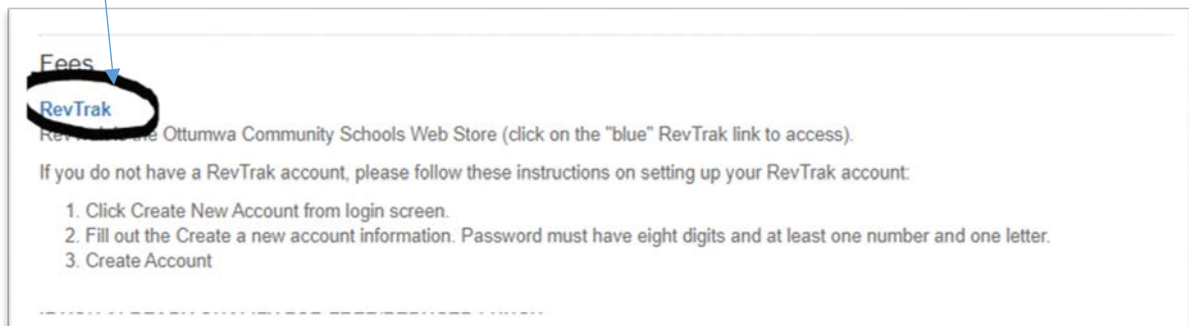 Fees
RevTrak
the Ottumwa Community Schools Web Store (click on the "blue" RevTrak link to access).
If you do not have a RevTrak account, please follow these instructions on setting up your RevTrak account:
1. Click Create New Account from login screen.
2. Fill out the Create a new account information. Password must have eight digits and at least one number and one letter.
3. Create Account